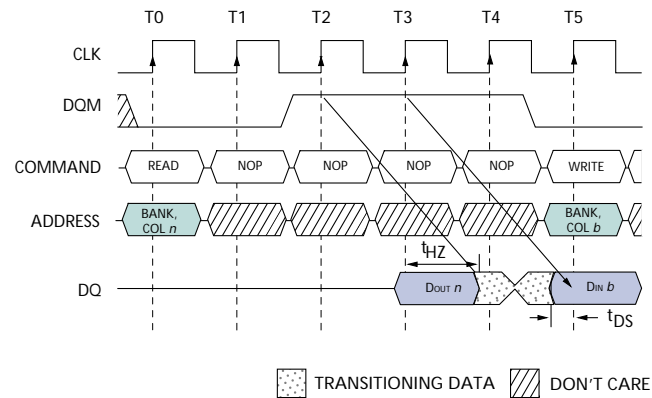 T0 T1 T2 T3 T4 T5
CLK
DQM
COMMAND READ NOP NOP NOP NOP WRITE
ADDRESS BANK, COL n BANK, COL b
tHZ
DQ DOUT n DIN b
tDS
TRANSITIONING DATA DON'T CARE